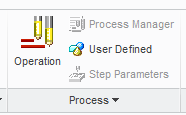 Process Manager
User Defined
Operation
Step Parameters
Process